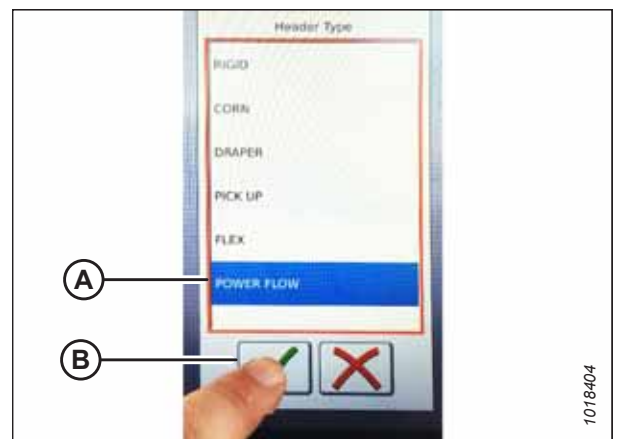 Header Type
RIGID
CORN
DRAPER
PICK UP
FLEX
A
POWER FLOW
B
1018404